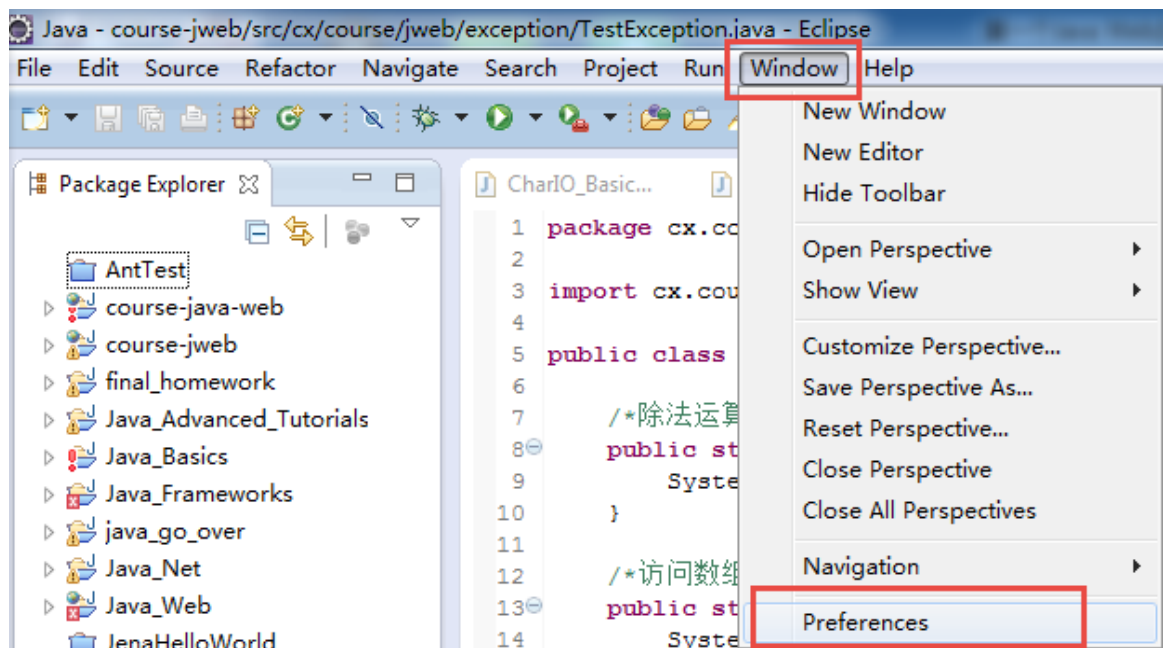 Java - course-jweb/src/cx/course/jweb/exception/TestException.java - Eclipse
File Edit Source Refactor Navigate Search Project Run Window Help
New Window
New Editor
Hide Toolbar
Open Perspective
Show View
Customize Perspective...
Save Perspective As...
Reset Perspective...
Close Perspective
Close All Perspectives
Navigation
Preferences
Package Explorer
AntTest
course-java-web
course-jweb
final_homework
Java_Advanced_Tutorials
Java_Basics
Java_Frameworks
java_go_over
Java_Net
Java_Web
JenaHelloWorld
CharIO_Basic...
1 package cx.co
2
3 import cx.cou
4
5 public class
6
7 /*除法运算
8 public st
9 Syste
10 }
11
12 /*访问数组
13 public st
14 Syste